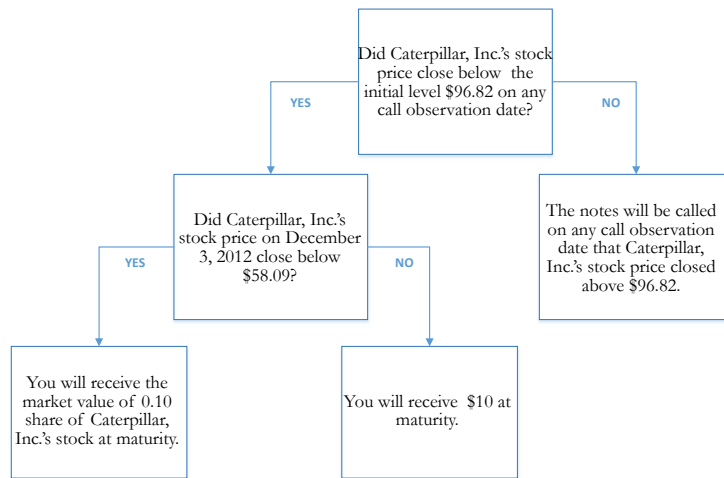 Did Caterpillar, Inc.'s stock
price close below the
initial level $96.82 on any
call observation date?
YES
NO
Did Caterpillar, Inc.'s
stock price on December
3, 2012 close below
$58.09?
The notes will be called
on any call observation
date that Caterpillar,
Inc.'s stock price closed
above $96.82.
YES
NO
You will receive the
market value of 0.10
share of Caterpillar,
Inc.'s stock at maturity.
You will receive $10 at
maturity.